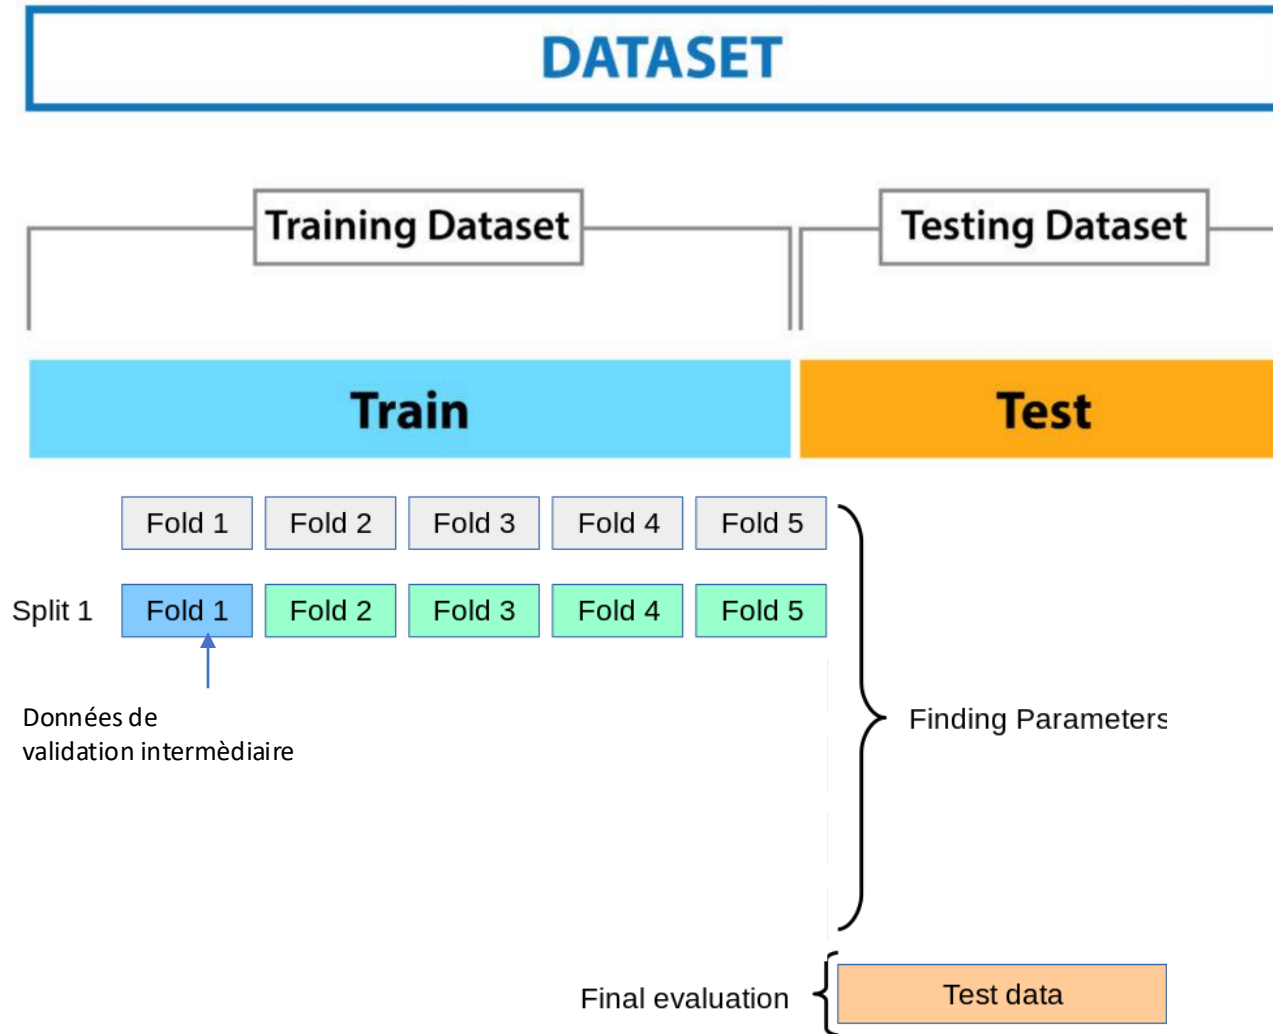 DATASET
Training Dataset
Testing Dataset
Train
Test
Fold 1 Fold 2 Fold 3 Fold 4 Fold 5
Split 1 Fold 1 Fold 2 Fold 3 Fold 4 Fold 5
Données de
validation intermèdiaire
Finding Parameters
Final evaluation
Test data